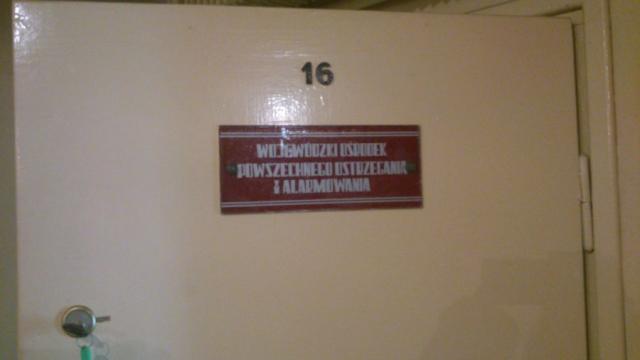 16
WOJEWÓDZKI OŚRODEK
POWSZECHNEGO OSTRZEGANIA
I ALARMOWANIA